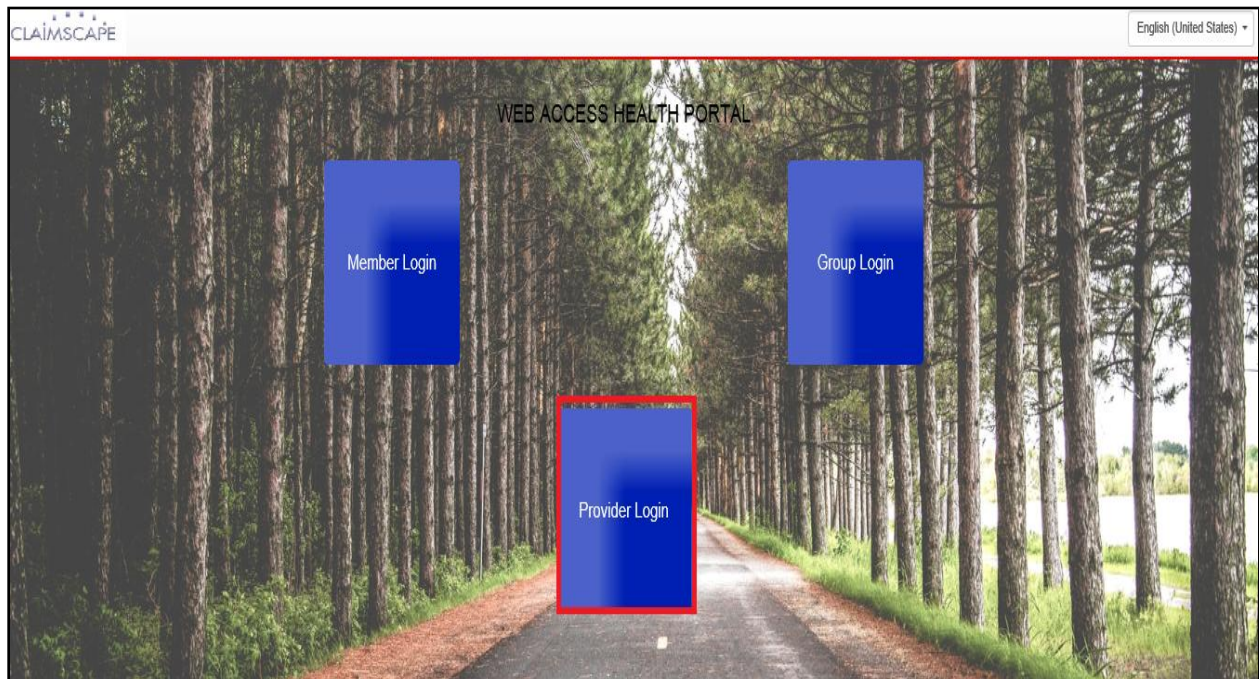 CLAIMSCAPE
English (United States)
WEB ACCESS HEALTH PORTAL
Member Login
Group Login
Provider Login